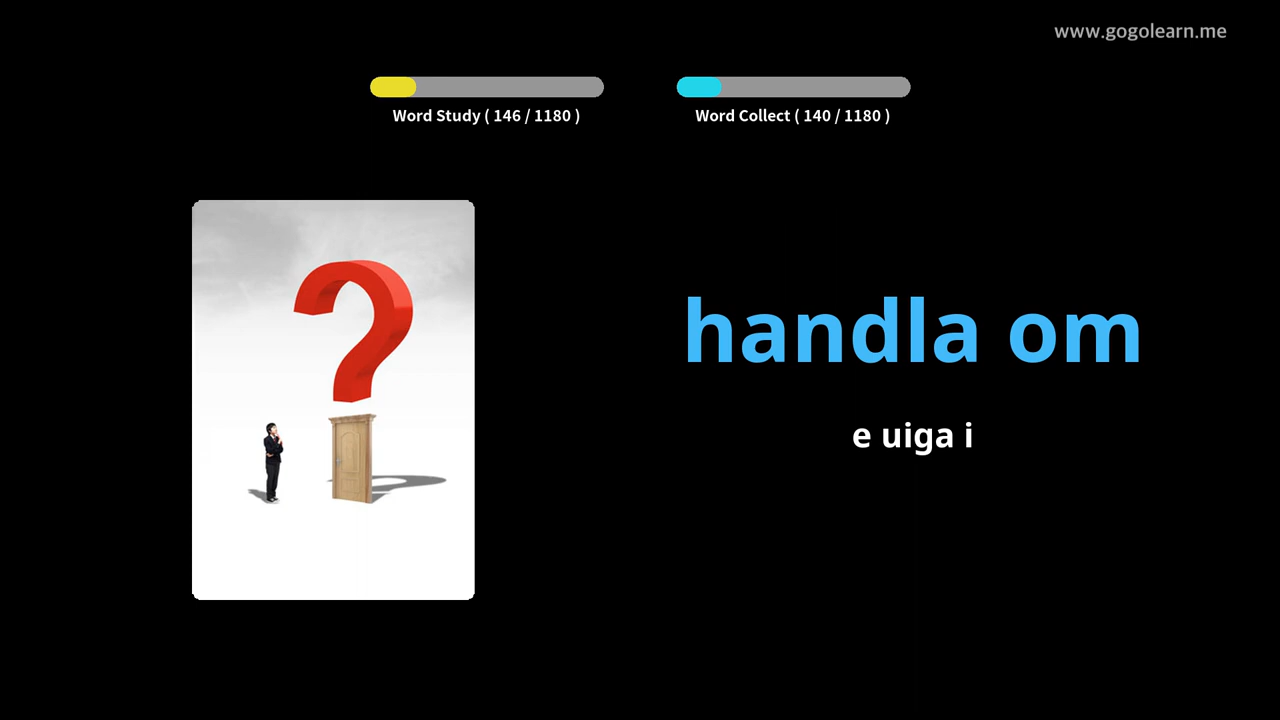 www.gogolearn.me
Word Study ( 146 / 1180 )
Word Collect ( 140 / 1180 )
handla om
e uiga i